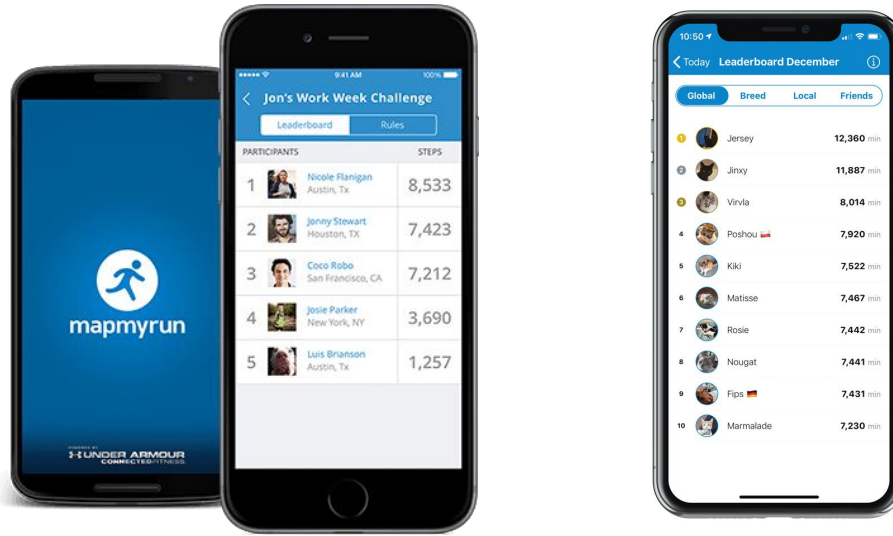 mapmyrun
POWERED BY
UNDER ARMOUR
CONNECTEDFITNESS
9:41 AM 100%
Jon's Work Week Challenge
Leaderboard Rules
PARTICIPANTS STEPS
1 Nicole Flanigan 8,533
Austin, Tx
2 Jonny Stewart 7,423
Houston, TX
3 Coco Robo 7,212
San Francisco, CA
4 Josie Parker 3,690
New York, NY
5 Luis Brianson 1,257
Austin, Tx
10:50
Today Leaderboard December
Global Breed Local Friends
1 Jersey 12,360 min
2 Jinxy 11,887 min
3 Virvla 8,014 min
4 Poshou 7,920 min
5 Kiki 7,522 min
6 Matisse 7,467 min
7 Rosie 7,442 min
8 Nougat 7,441 min
9 Fips 7,431 min
10 Marmalade 7,230 min